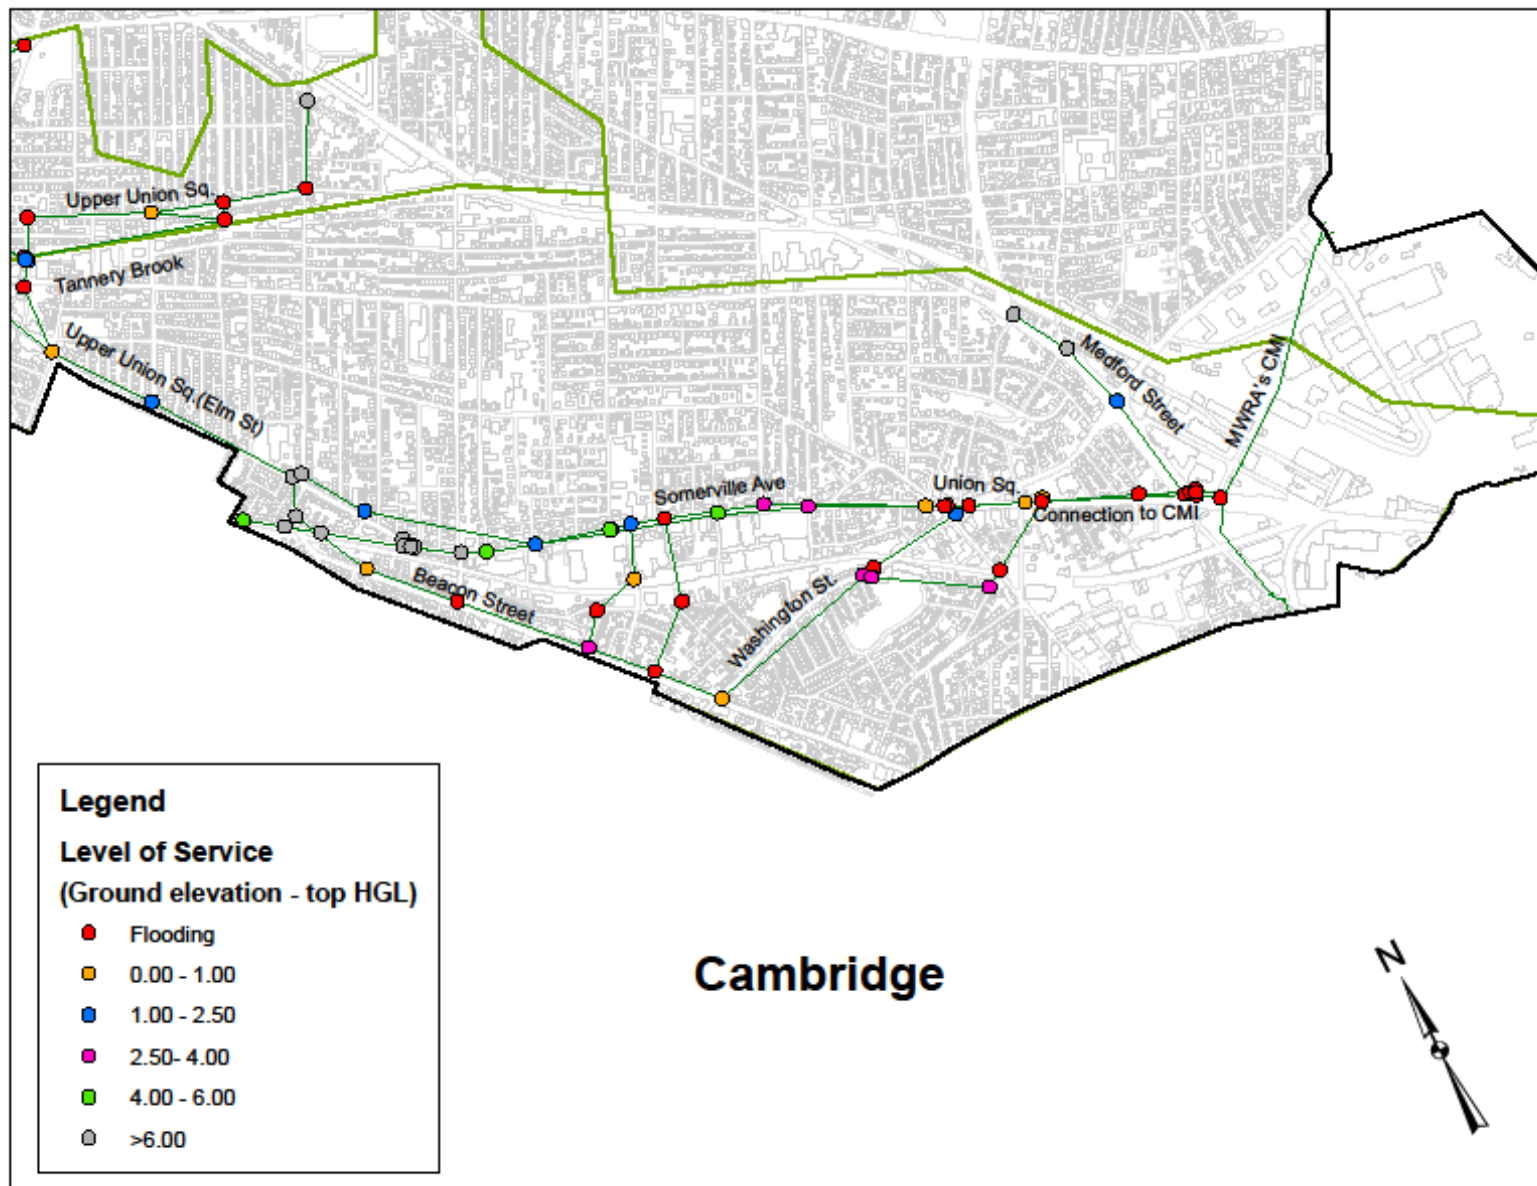 Upper Union Sq.
Tannery Brook
Upper Union Sq.(Elm St)
Medford Street
MWRA's CMI
Somerville Ave
Union Sq.
Connection to CMI
Beacon Street
Washington St.
Legend
Level of Service
(Ground elevation - top HGL)
Flooding
0.00 - 1.00
1.00 - 2.50
2.50- 4.00
4.00 - 6.00
>6.00
Cambridge
N